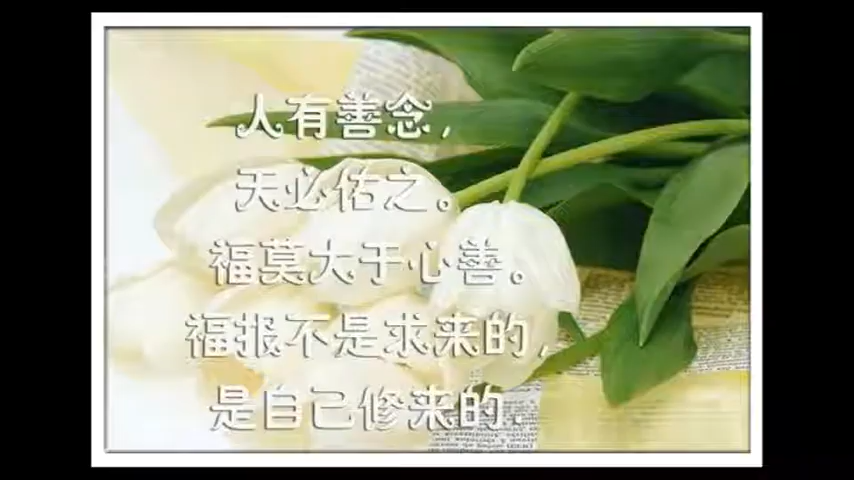 人有善念，
天必佑之。
福莫大于心善。
福报不是求来的，
是自己修来的.